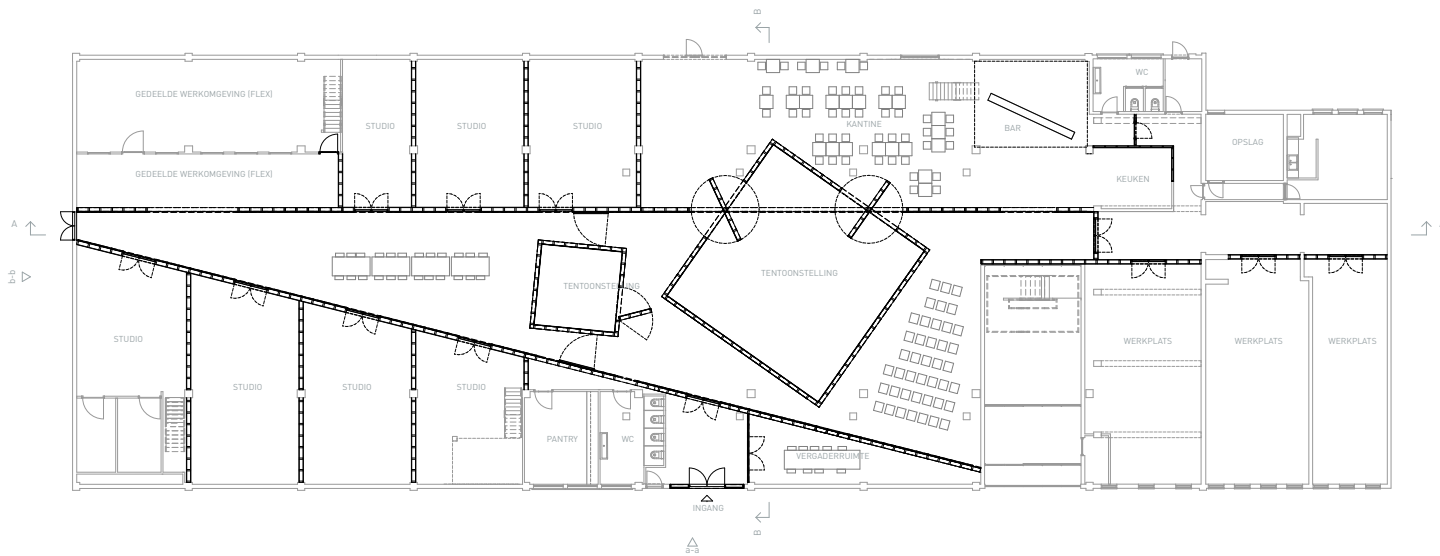 B
GEDEELDE WERKOMGEVING (FLEX)
STUDIO
STUDIO
STUDIO
KANTINE
BAR
WC
OPSLAG
GEDEELDE WERKOMGEVING (FLEX)
KEUKEN
A
b-b
TENTOONSTELLING
TENTOONSTELLING
STUDIO
WERKPLATS
WERKPLATS
WERKPLATS
STUDIO
STUDIO
STUDIO
PANTRY
WC
VERGADERRUIMTE
INGANG
B
a-a